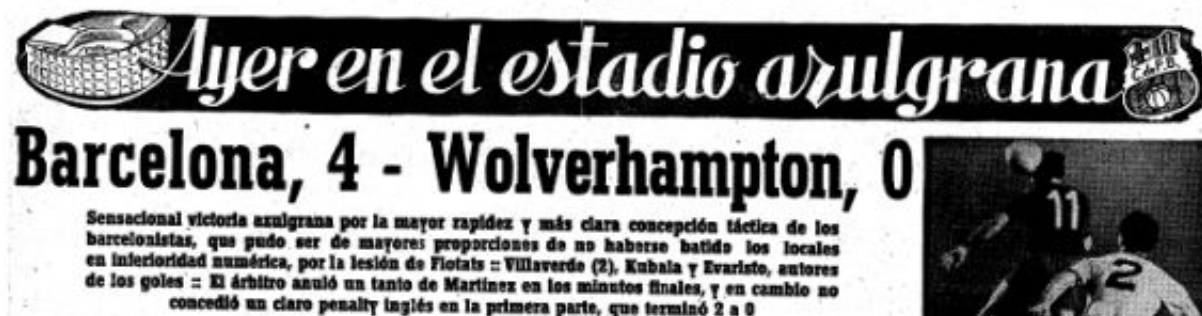 Ayer en el estadio azulgrana
Barcelona, 4 - Wolverhampton, 0
Sensacional victoria azulgrana por la mayor rapidez y más clara concepción táctica de los
barcelonistas, que pudo ser de mayores proporciones de no haberse batido los locales
en inferioridad numérica, por la lesión de Flotats :: Villaverde (2), Kubala y Evaristo, autores
de los goles :: El árbitro anuló un tanto de Martínez en los minutos finales, y en cambio no
concedió un claro penalty inglés en la primera parte, que terminó 2 a 0
11
2